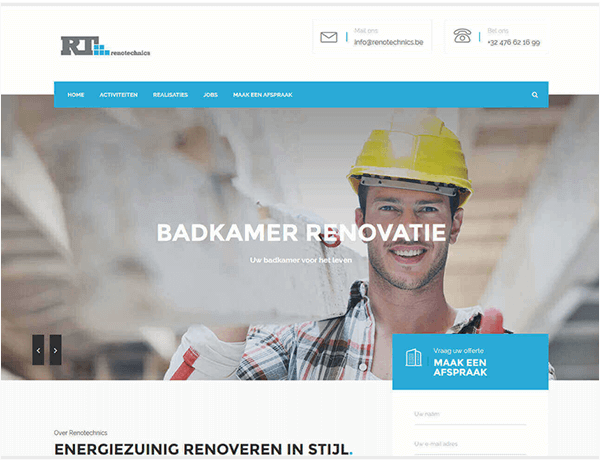 RT renotechnics
Mail ons
info@renotechnics.be
Bel ons
+32 476 62 16 99
HOME ACTIVITEITEN REALISATIES JOBS MAAK EEN AFSPRAAK
BADKAMER RENOVATIE
Uw badkamer voor het leven
Vraag uw offerte
MAAK EEN
AFSPRAAK
Uw naam
Uw e-mail adres
Over Renotechnics
ENERGIEZUINIG RENOVEREN IN STIJL.